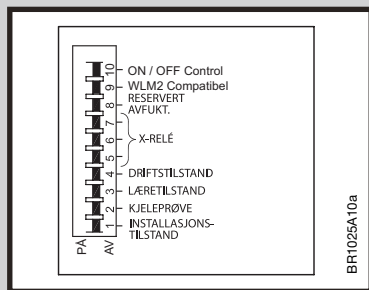 10 ON / OFF Control
9 WLM2 Compatibel
8 RESERVERT
AVFUKT.
7
6 X-RELÉ
5
4 DRIFTSTILSTAND
3 LÆRETILSTAND
2 KJELEPRØVE
1 INSTALLASJONS-
TILSTAND
PÅ AV
BR1025A10a